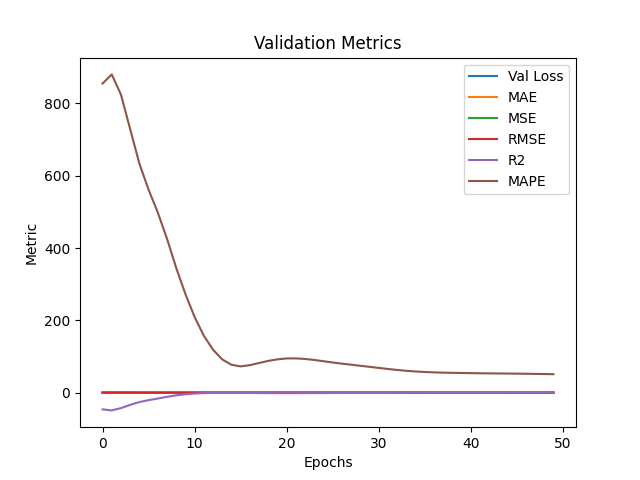 Validation Metrics
Val Loss
MAE
MSE
RMSE
R2
MAPE
Metric
800
600
400
200
0
0 10 20 30 40 50
Epochs